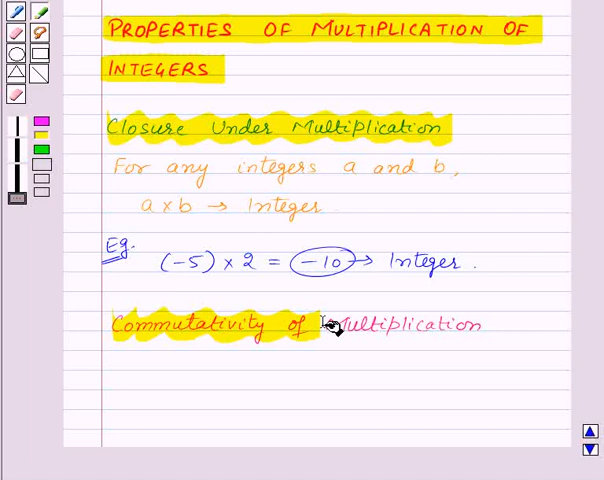 PROPERTIES OF MULTIPLICATION OF
INTEGERS
Closure Under Multiplication
For any integers a and b,
a × b → Integer
Eg.
(-5) × 2 = -10 → Integer.
Commutativity of Multiplication